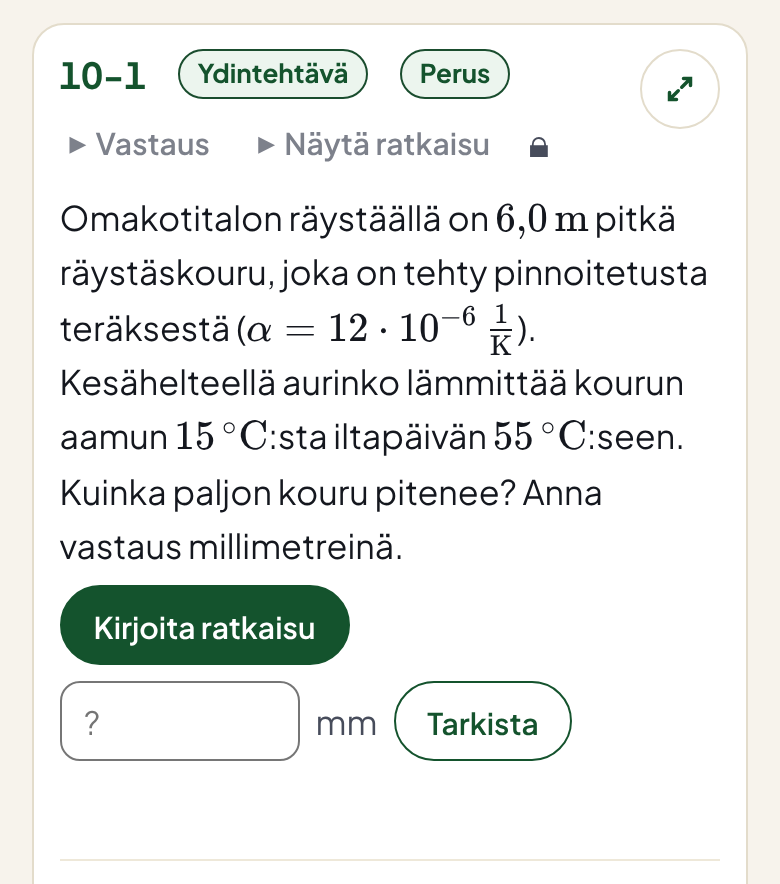 10-1 Ydintehtävä Perus
▶ Vastaus ▶ Näytä ratkaisu
Omakotitalon räystäällä on 6,0 m pitkä
räystäskouru, joka on tehty pinnoitetusta
teräksestä (α = 12 · 10⁻⁶ 1/K).
Kesähelteellä aurinko lämmittää kourun
aamun 15 °C:sta iltapäivän 55 °C:seen.
Kuinka paljon kouru pitenee? Anna
vastaus millimetreinä.
Kirjoita ratkaisu
? mm Tarkista